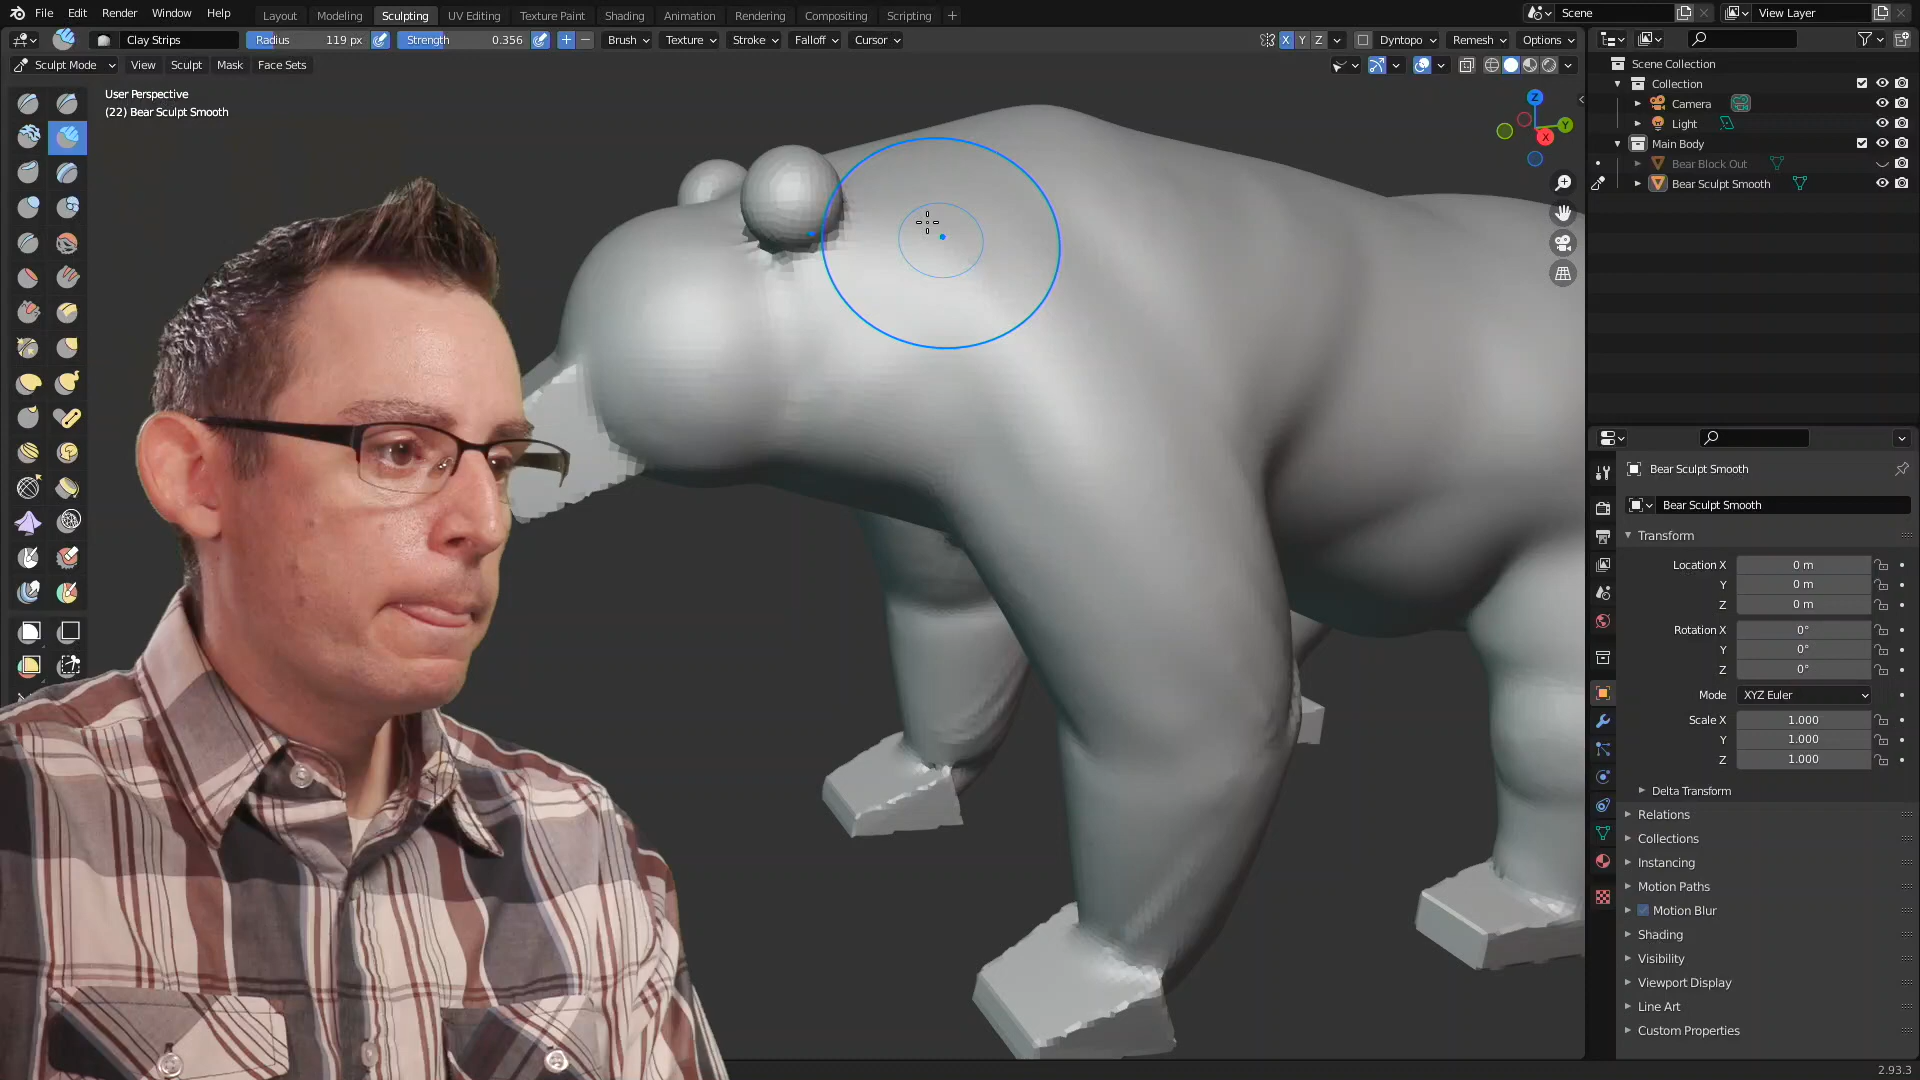 File Edit Render Window Help
Layout Modeling Sculpting UV Editing Texture Paint Shading Animation Rendering Compositing Scripting +
Scene
View Layer
Clay Strips
Radius 119 px
Strength 0.356
Brush Texture Stroke Falloff Cursor
X Y Z
Dyntopo Remesh Options
Sculpt Mode View Sculpt Mask Face Sets
User Perspective
(22) Bear Sculpt Smooth
Z
Y
X
Scene Collection
Collection
Camera
Light
Main Body
Bear Block Out
Bear Sculpt Smooth
Bear Sculpt Smooth
Bear Sculpt Smooth
Transform
Location X 0 m
Y 0 m
Z 0 m
Rotation X 0°
Y 0°
Z 0°
Mode XYZ Euler
Scale X 1.000
Y 1.000
Z 1.000
Delta Transform
Relations
Collections
Instancing
Motion Paths
Motion Blur
Shading
Visibility
Viewport Display
Line Art
Custom Properties
2.93.3